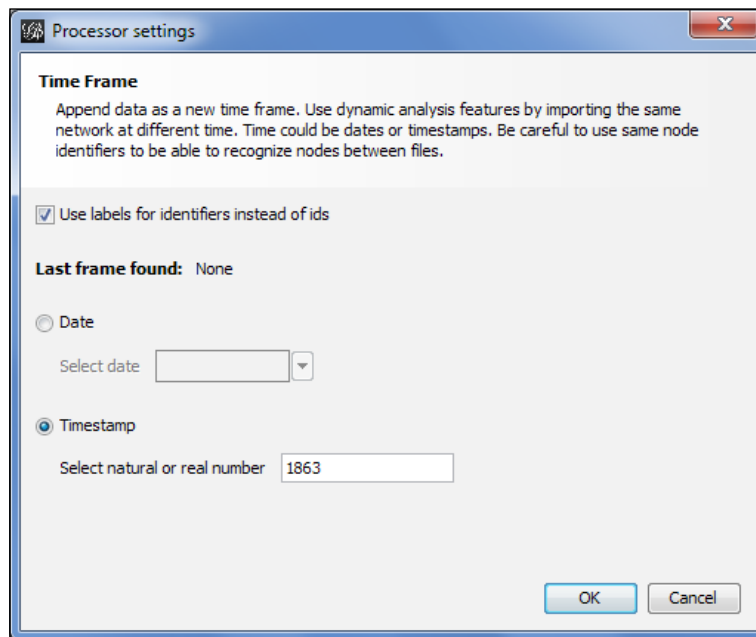 Processor settings
Time Frame
Append data as a new time frame. Use dynamic analysis features by importing the same
network at different time. Time could be dates or timestamps. Be careful to use same node
identifiers to be able to recognize nodes between files.
Use labels for identifiers instead of ids
Last frame found: None
Date
Select date
Timestamp
Select natural or real number 1863
OK Cancel